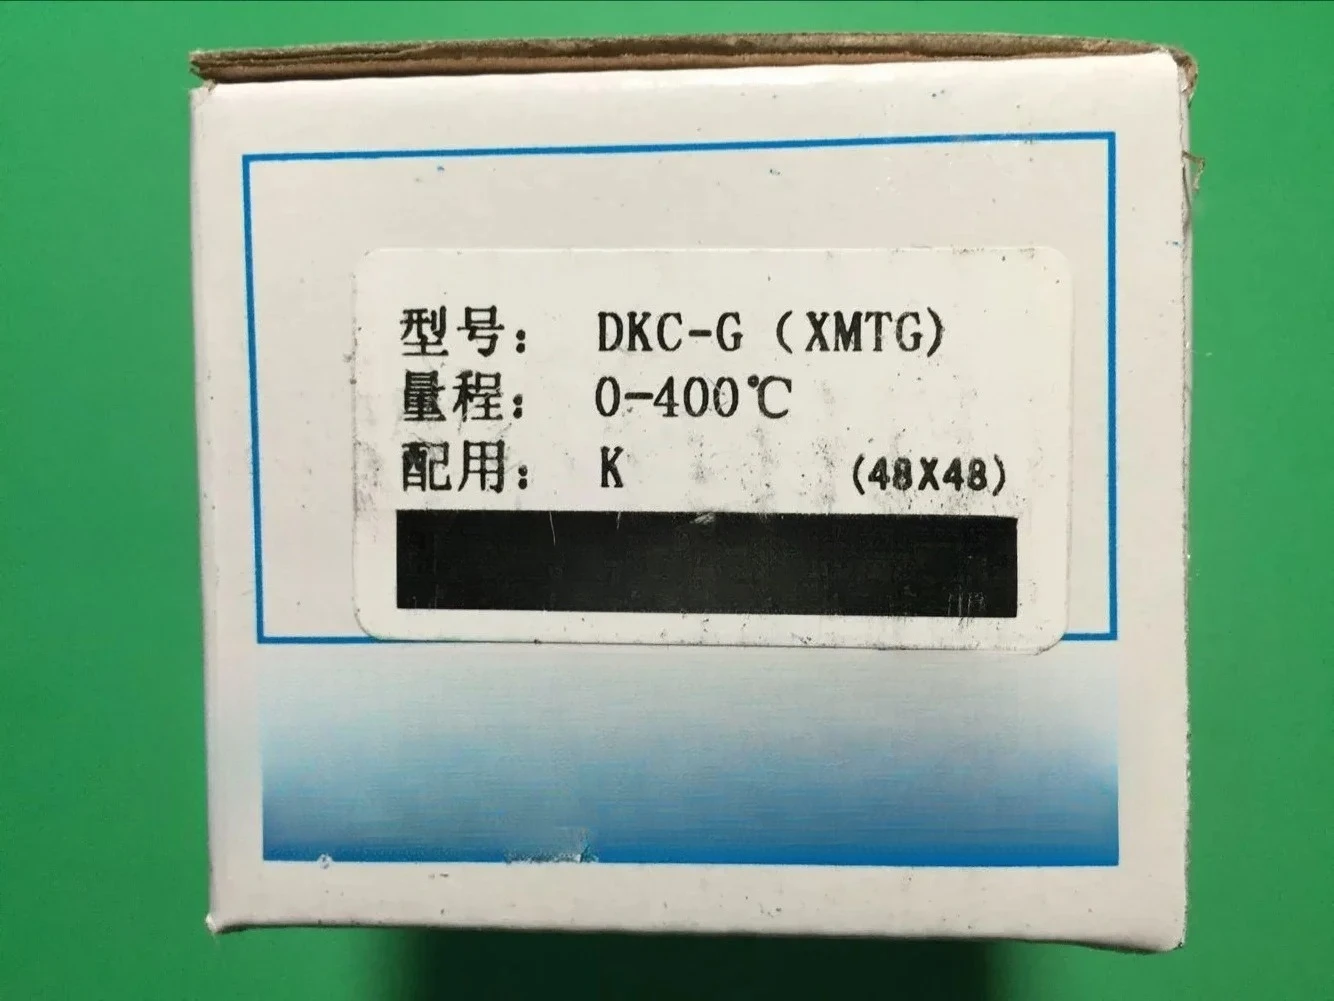 型号： DKC-G（XMTG）
量程： 0-400℃
配用： K (48X48)